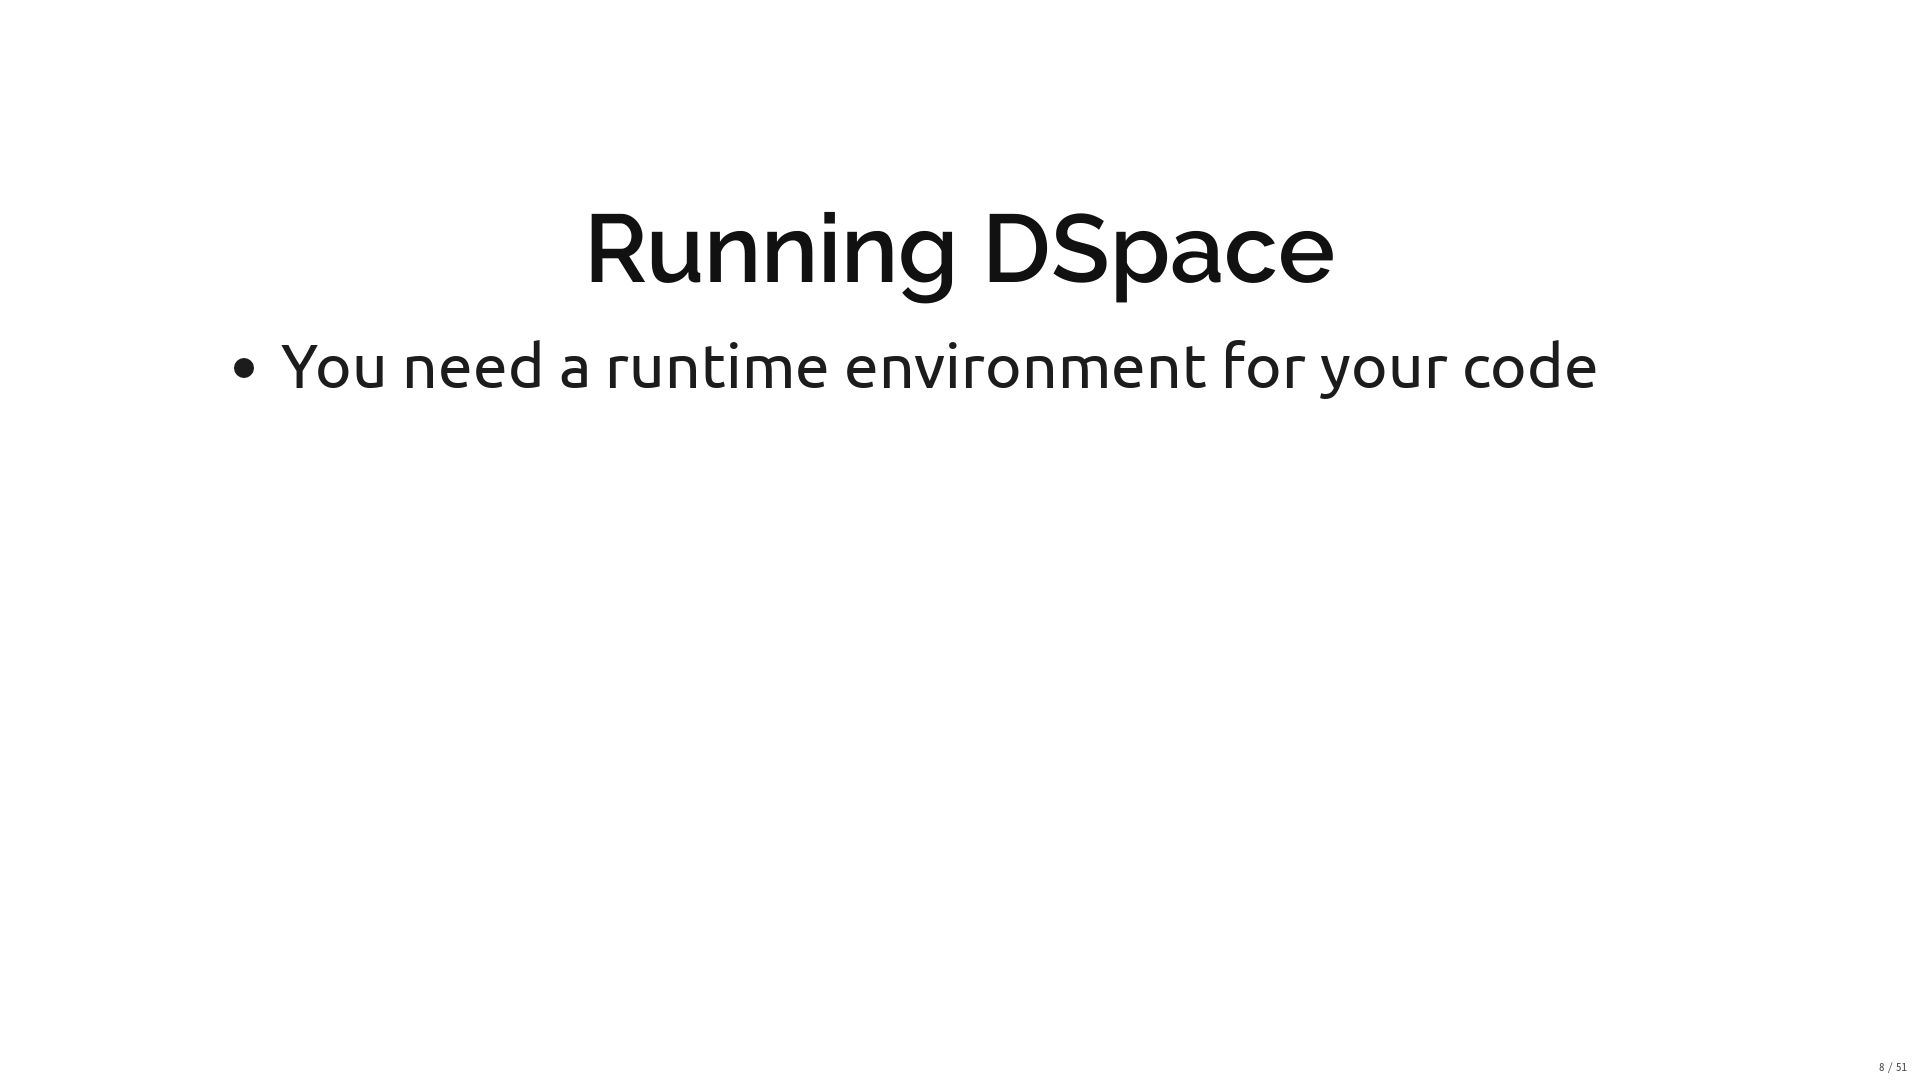 Running DSpace
• You need a runtime environment for your code
8 / 51